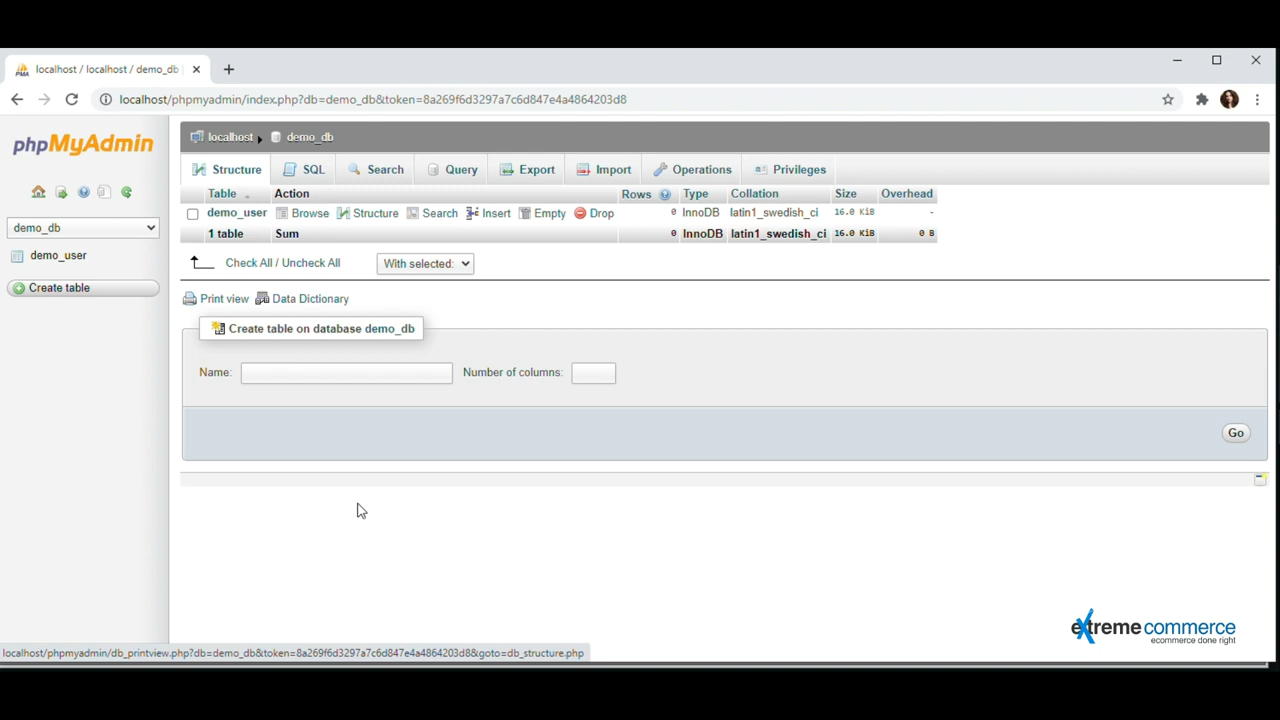 localhost / localhost / demo_db
localhost/phpmyadmin/index.php?db=demo_db&token=8a269f6d3297a7c6d847e4a4864203d8
phpMyAdmin
demo_db
demo_user
Create table
localhost demo_db
Structure SQL Search Query Export Import Operations Privileges
Table Action Rows Type Collation Size Overhead
demo_user Browse Structure Search Insert Empty Drop 0 InnoDB latin1_swedish_ci 16.0 KiB -
1 table Sum 0 InnoDB latin1_swedish_ci 16.0 KiB 0 B
Check All / Uncheck All With selected:
Print view Data Dictionary
Create table on database demo_db
Name: Number of columns:
Go
extreme commerce
ecommerce done right
localhost/phpmyadmin/db_printview.php?db=demo_db&token=8a269f6d3297a7c6d847e4a4864203d8&goto=db_structure.php